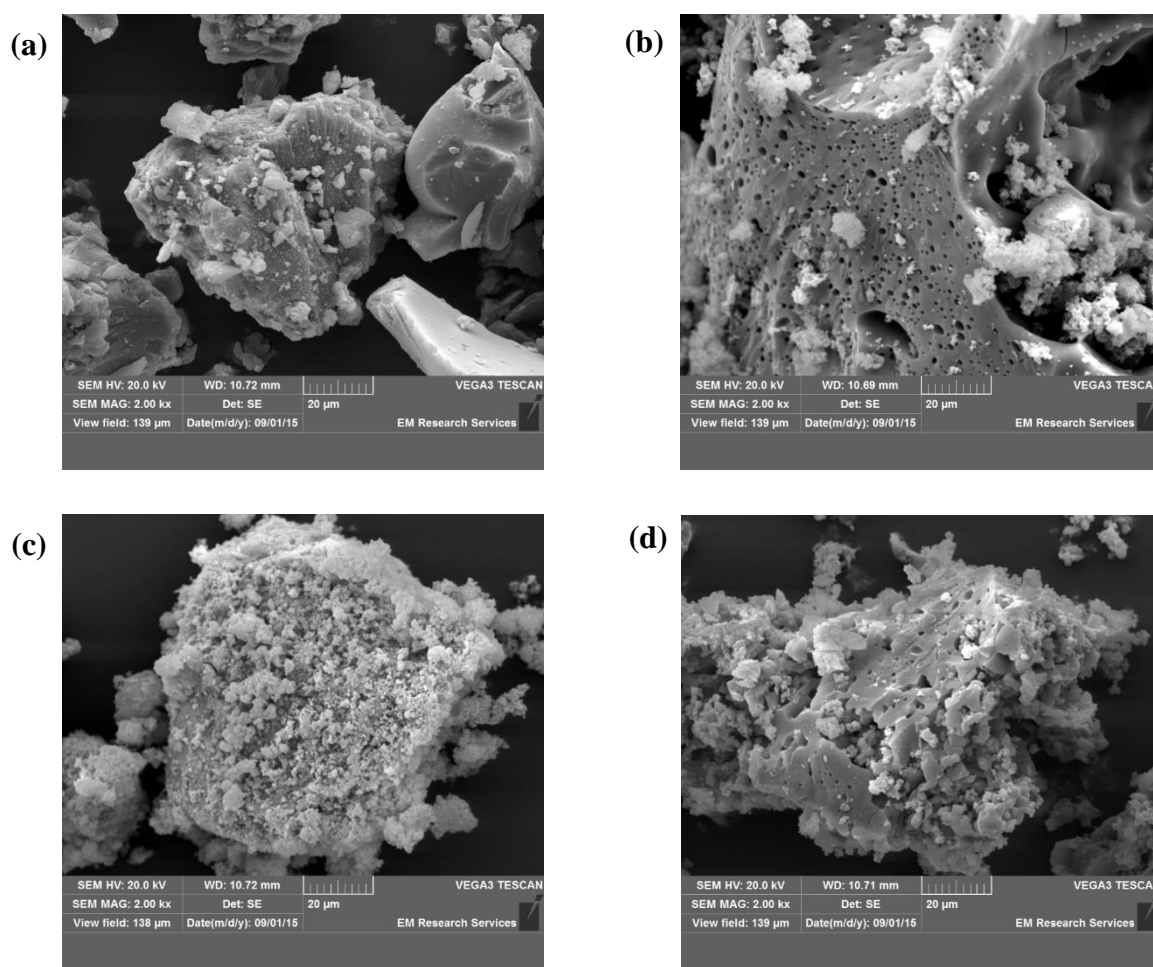 (a)
SEM HV: 20.0 kV WD: 10.72 mm VEGA3 TESCAN
SEM MAG: 2.00 kx Det: SE 20 µm
View field: 139 µm Date(m/d/y): 09/01/15 EM Research Services
(b)
SEM HV: 20.0 kV WD: 10.69 mm VEGA3 TESCA
SEM MAG: 2.00 kx Det: SE 20 µm
View field: 139 µm Date(m/d/y): 09/01/15 EM Research Services
(c)
SEM HV: 20.0 kV WD: 10.72 mm VEGA3 TESCAN
SEM MAG: 2.00 kx Det: SE 20 µm
View field: 138 µm Date(m/d/y): 09/01/15 EM Research Services
(d)
SEM HV: 20.0 kV WD: 10.71 mm VEGA3 TESCA
SEM MAG: 2.00 kx Det: SE 20 µm
View field: 139 µm Date(m/d/y): 09/01/15 EM Research Services